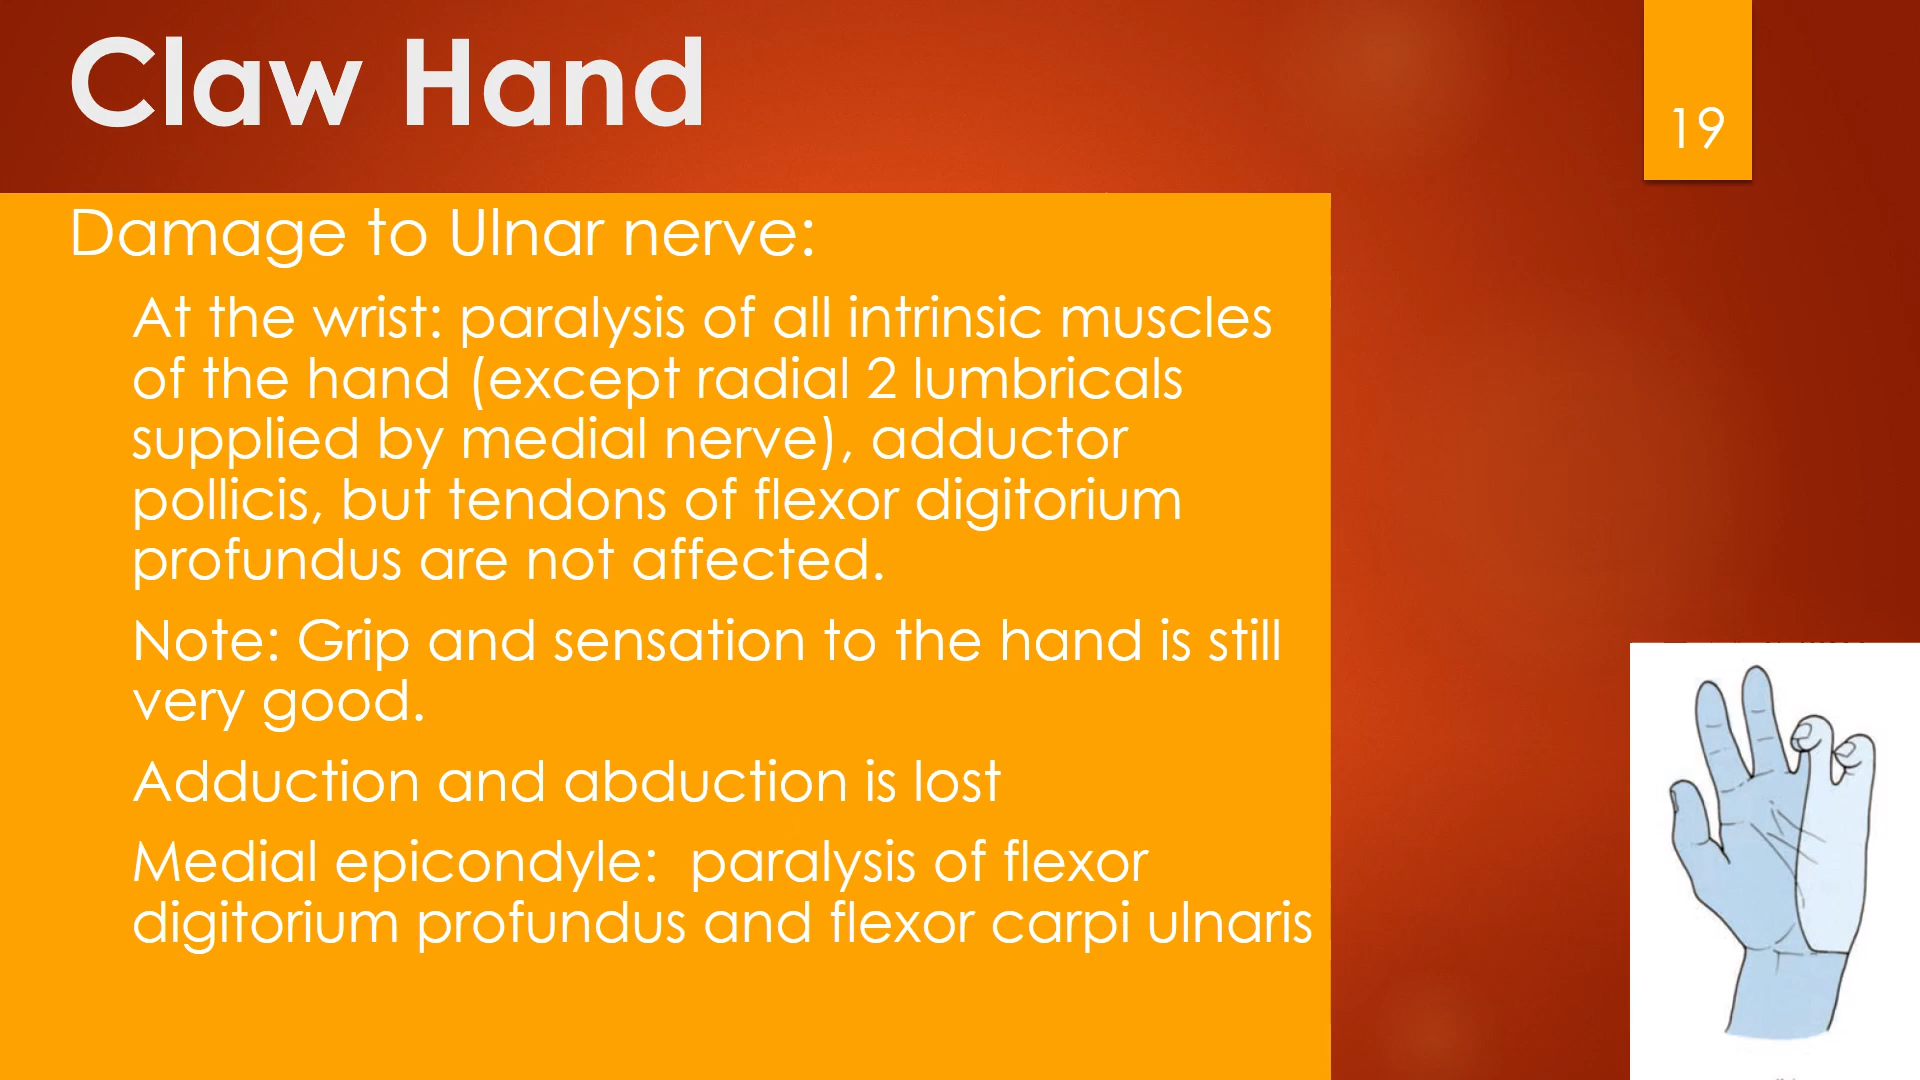 Claw Hand
19
Damage to Ulnar nerve:
At the wrist: paralysis of all intrinsic muscles
of the hand (except radial 2 lumbricals
supplied by medial nerve), adductor
pollicis, but tendons of flexor digitorium
profundus are not affected.
Note: Grip and sensation to the hand is still
very good.
Adduction and abduction is lost
Medial epicondyle:  paralysis of flexor
digitorium profundus and flexor carpi ulnaris